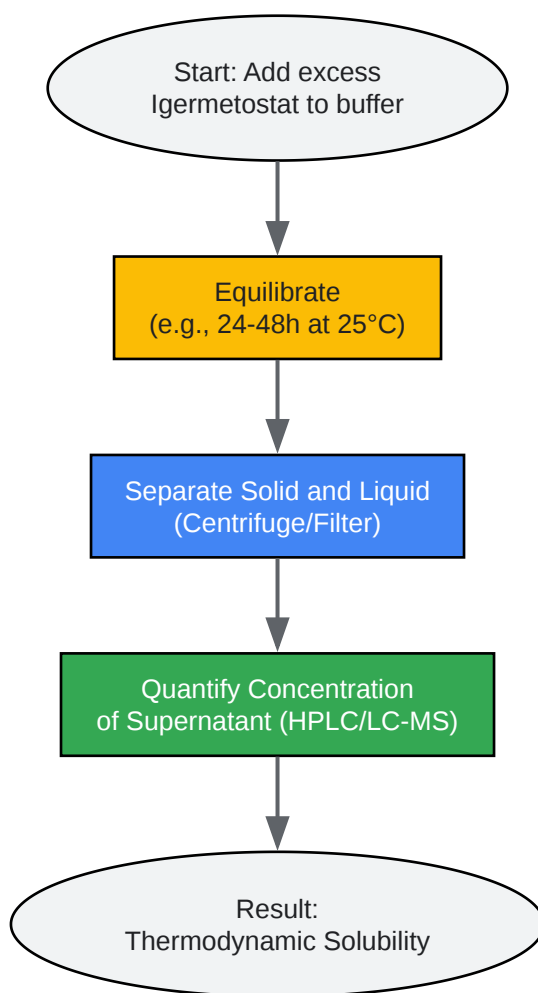 Start: Add excess
Igermetostat to buffer
Equilibrate
(e.g., 24-48h at 25°C)
Separate Solid and Liquid
(Centrifuge/Filter)
Quantify Concentration
of Supernatant (HPLC/LC-MS)
Result:
Thermodynamic Solubility